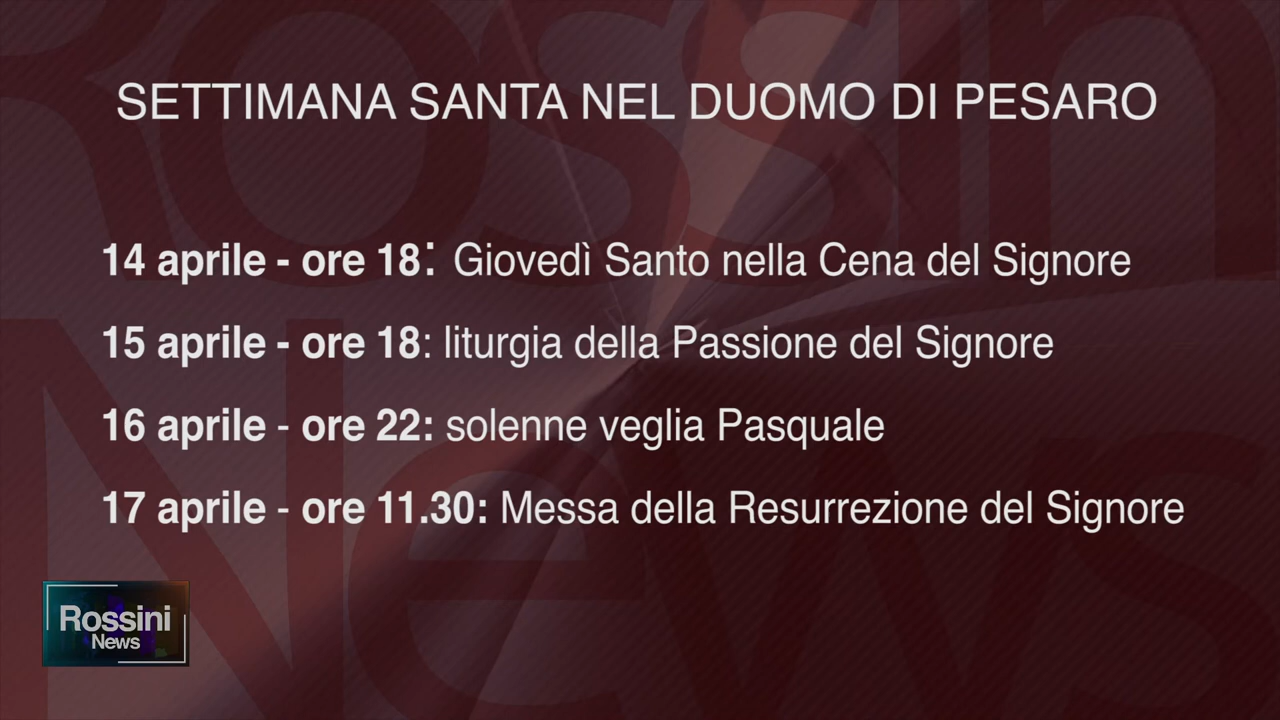 SETTIMANA SANTA NEL DUOMO DI PESARO
14 aprile - ore 18: Giovedì Santo nella Cena del Signore
15 aprile - ore 18: liturgia della Passione del Signore
16 aprile - ore 22: solenne veglia Pasquale
17 aprile - ore 11.30: Messa della Resurrezione del Signore
Rossini
News